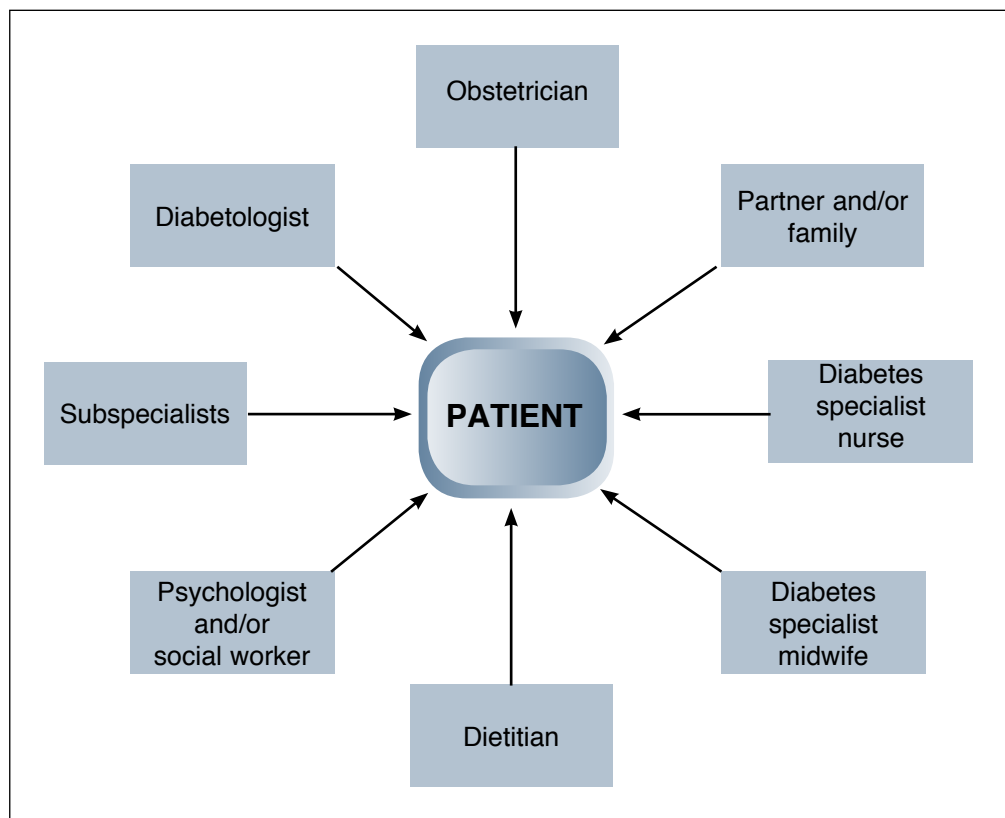 Obstetrician
Diabetologist
Partner and/or
family
Subspecialists
PATIENT
Diabetes
specialist
nurse
Psychologist
and/or
social worker
Diabetes
specialist
midwife
Dietitian